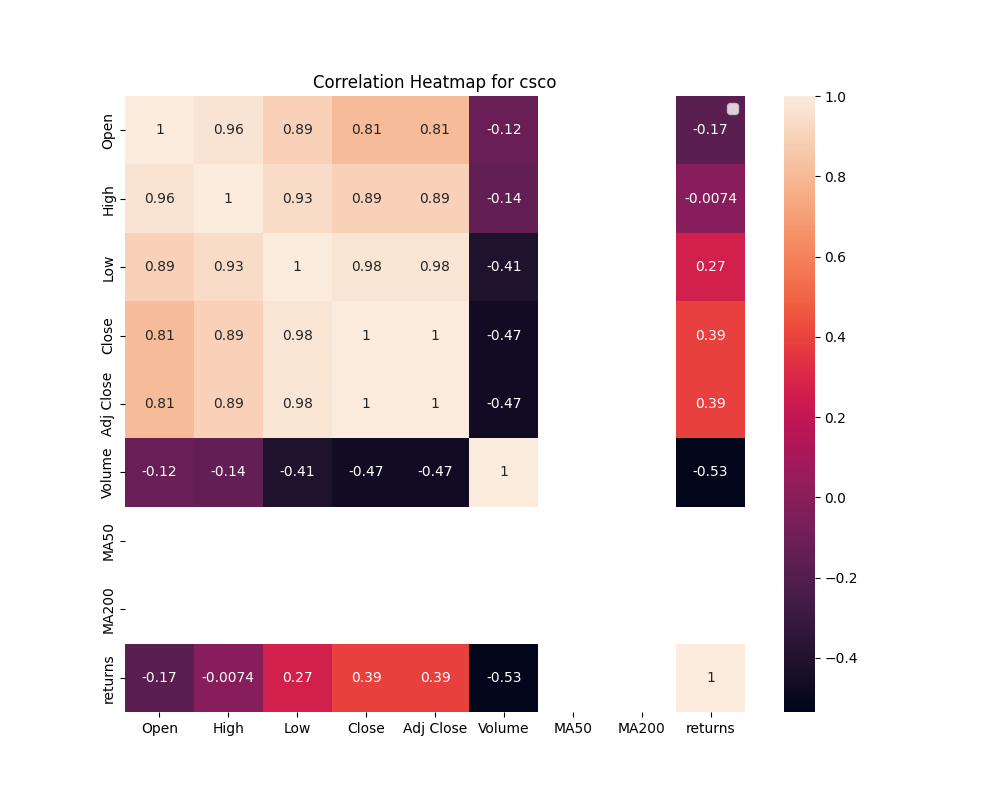 Correlation Heatmap for csco
Open 1 0.96 0.89 0.81 0.81 -0.12 -0.17
High 0.96 1 0.93 0.89 0.89 -0.14 -0.0074
Low 0.89 0.93 1 0.98 0.98 -0.41 0.27
Close 0.81 0.89 0.98 1 1 -0.47 0.39
Adj Close 0.81 0.89 0.98 1 1 -0.47 0.39
Volume -0.12 -0.14 -0.41 -0.47 -0.47 1 -0.53
MA50
MA200
returns -0.17 -0.0074 0.27 0.39 0.39 -0.53 1
Open High Low Close Adj Close Volume MA50 MA200 returns
1.0
0.8
0.6
0.4
0.2
0.0
−0.2
−0.4